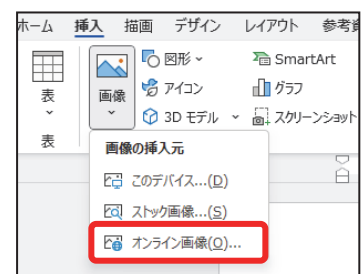 ホーム 挿入 描画 デザイン レイアウト 参考資
表
画像
図形
アイコン
3D モデル
SmartArt
グラフ
スクリーンショット
表
画像の挿入元
このデバイス...(D)
ストック画像...(S)
オンライン画像(O)...